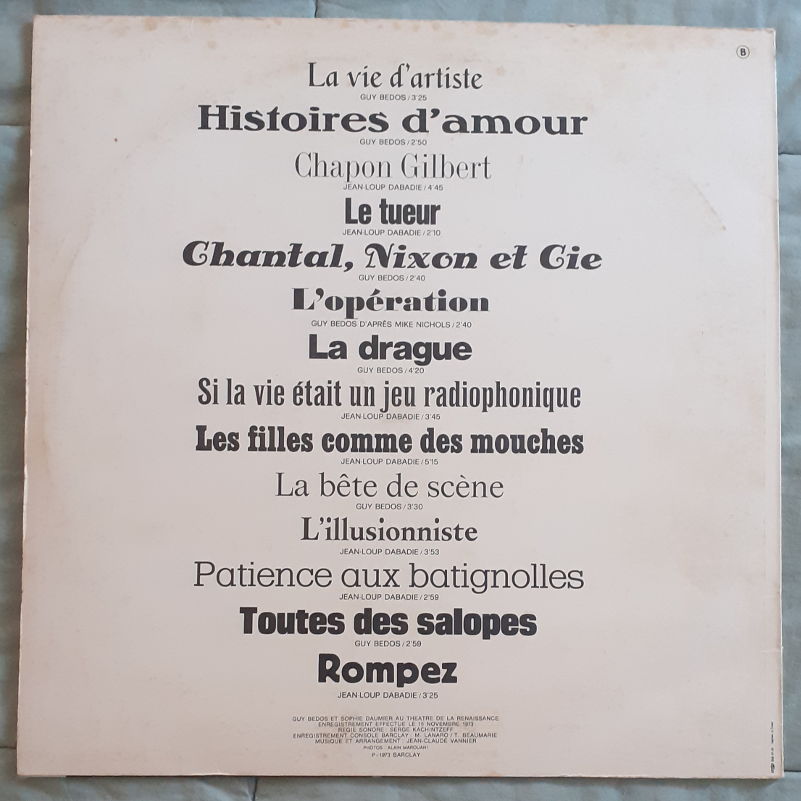 B
La vie d'artiste
GUY BEDOS / 3'25
Histoires d'amour
GUY BEDOS / 2'50
Chapon Gilbert
JEAN-LOUP DABADIE / 4'45
Le tueur
JEAN-LOUP DABADIE / 2'10
Chantal, Nixon et Cie
GUY BEDOS / 2'40
L'opération
GUY BEDOS D'APRÈS MIKE NICHOLS / 2'40
La drague
GUY BEDOS / 4'20
Si la vie était un jeu radiophonique
JEAN-LOUP DABADIE / 3'45
Les filles comme des mouches
JEAN-LOUP DABADIE / 5'15
La bête de scène
GUY BEDOS / 3'30
L'illusionniste
JEAN-LOUP DABADIE / 3'53
Patience aux batignolles
JEAN-LOUP DABADIE / 2'59
Toutes des salopes
GUY BEDOS / 2'59
Rompez
JEAN-LOUP DABADIE / 3'25
GUY BEDOS ET SOPHIE DAUMIER AU THEATRE DE LA RENAISSANCE
ENREGISTREMENT EFFECTUE LE 16 NOVEMBRE 1973
REGIE SONORE : SERGE KACHINTZEFF
ENREGISTREMENT CONSOLE BARCLAY : M. LANARO / T. BEAUMARIE
MUSIQUE ET ARRANGEMENT : JEAN-CLAUDE VANNIER
PHOTOS : ALAIN MAROUANI
P - 1973 BARCLAY